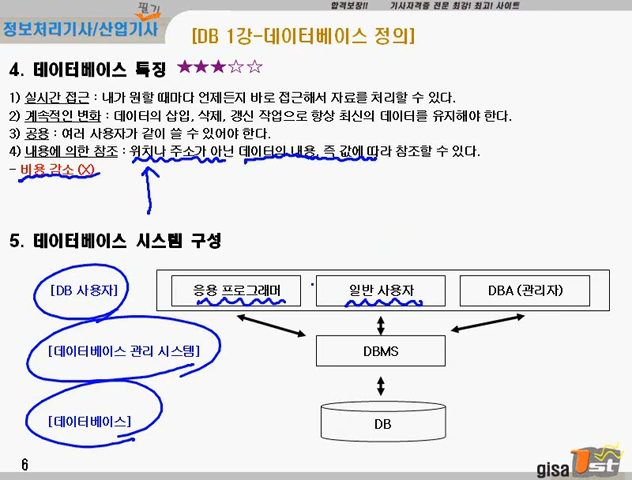 합격보장!! 기사자격증 전문 최강! 최고! 사이트
필기
정보처리기사/산업기사
[DB 1강-데이터베이스 정의]
4. 데이터베이스 특징 ★★★☆☆
1) 실시간 접근 : 내가 원할 때마다 언제든지 바로 접근해서 자료를 처리할 수 있다.
2) 계속적인 변화 : 데이터의 삽입, 삭제, 갱신 작업으로 항상 최신의 데이터를 유지해야 한다.
3) 공용 : 여러 사용자가 같이 쓸 수 있어야 한다.
4) 내용에 의한 참조 : 위치나 주소가 아닌 데이터의 내용, 즉 값에 따라 참조할 수 있다.
- 비용 감소 (X)
5. 데이터베이스 시스템 구성
[DB 사용자] 응용 프로그래머 일반 사용자 DBA (관리자)
[데이터베이스 관리 시스템] DBMS
[데이터베이스] DB
6
gisa 1st